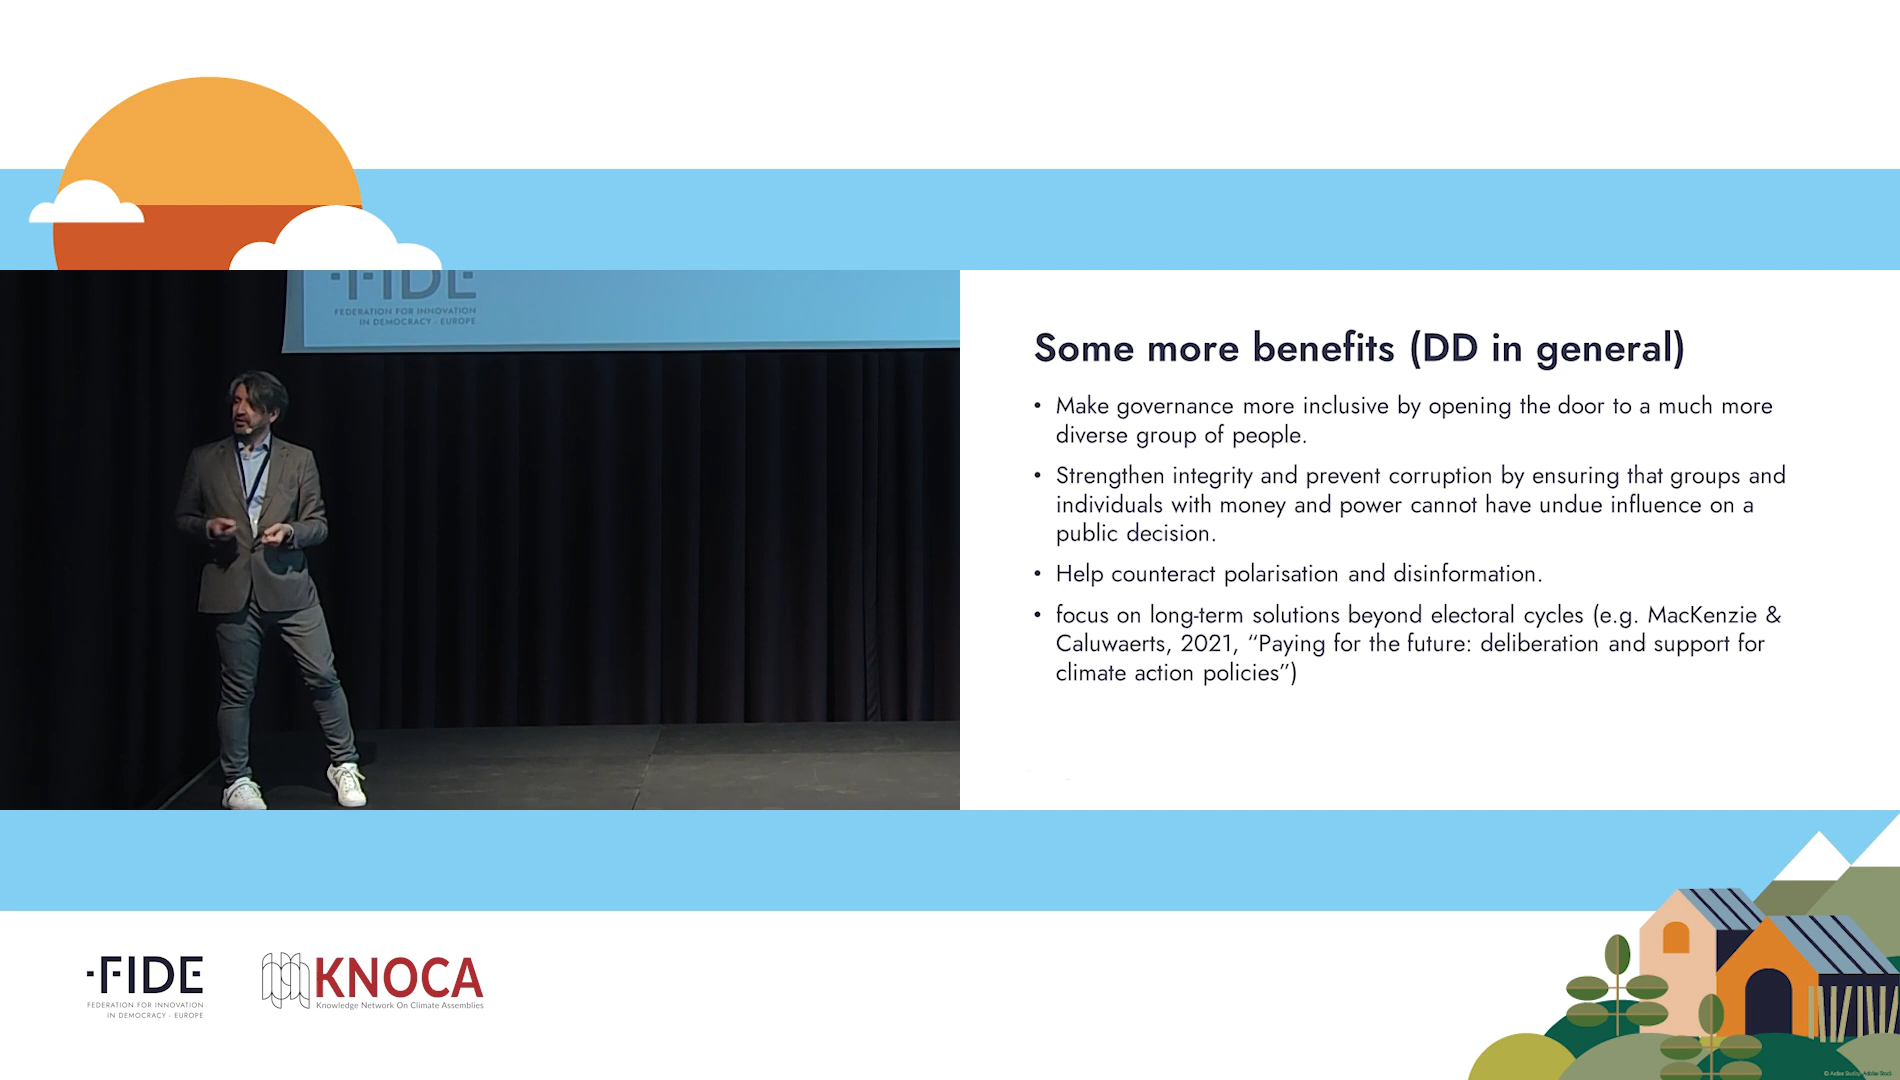 FIDE
FEDERATION FOR INNOVATION
IN DEMOCRACY - EUROPE
Some more benefits (DD in general)
• Make governance more inclusive by opening the door to a much more
diverse group of people.
• Strengthen integrity and prevent corruption by ensuring that groups and
individuals with money and power cannot have undue influence on a
public decision.
• Help counteract polarisation and disinformation.
• focus on long-term solutions beyond electoral cycles (e.g. MacKenzie &
Caluwaerts, 2021, “Paying for the future: deliberation and support for
climate action policies”)
·FIDE
FEDERATION FOR INNOVATION
IN DEMOCRACY - EUROPE
KNOCA
Knowledge Network On Climate Assemblies